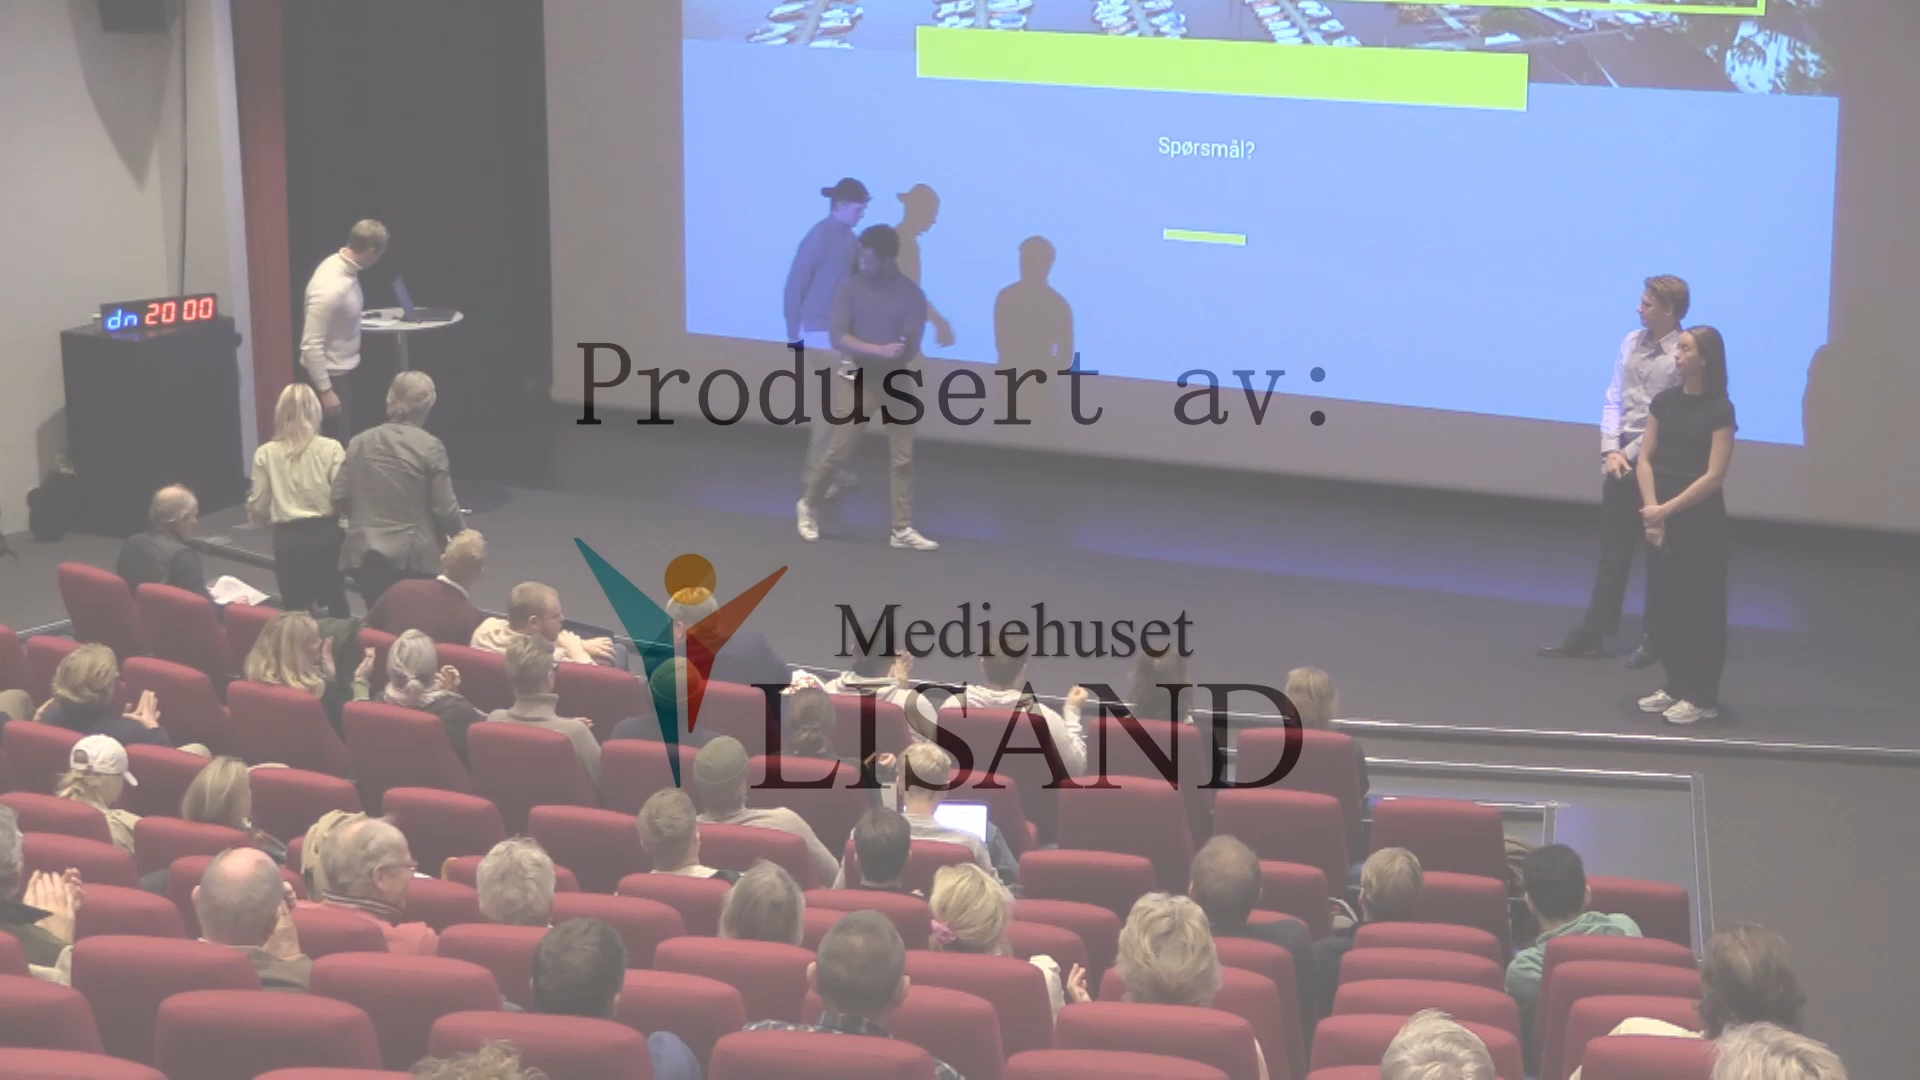 Spørsmål?
dn 20 00
Produsert av:
Mediehuset
LISAND